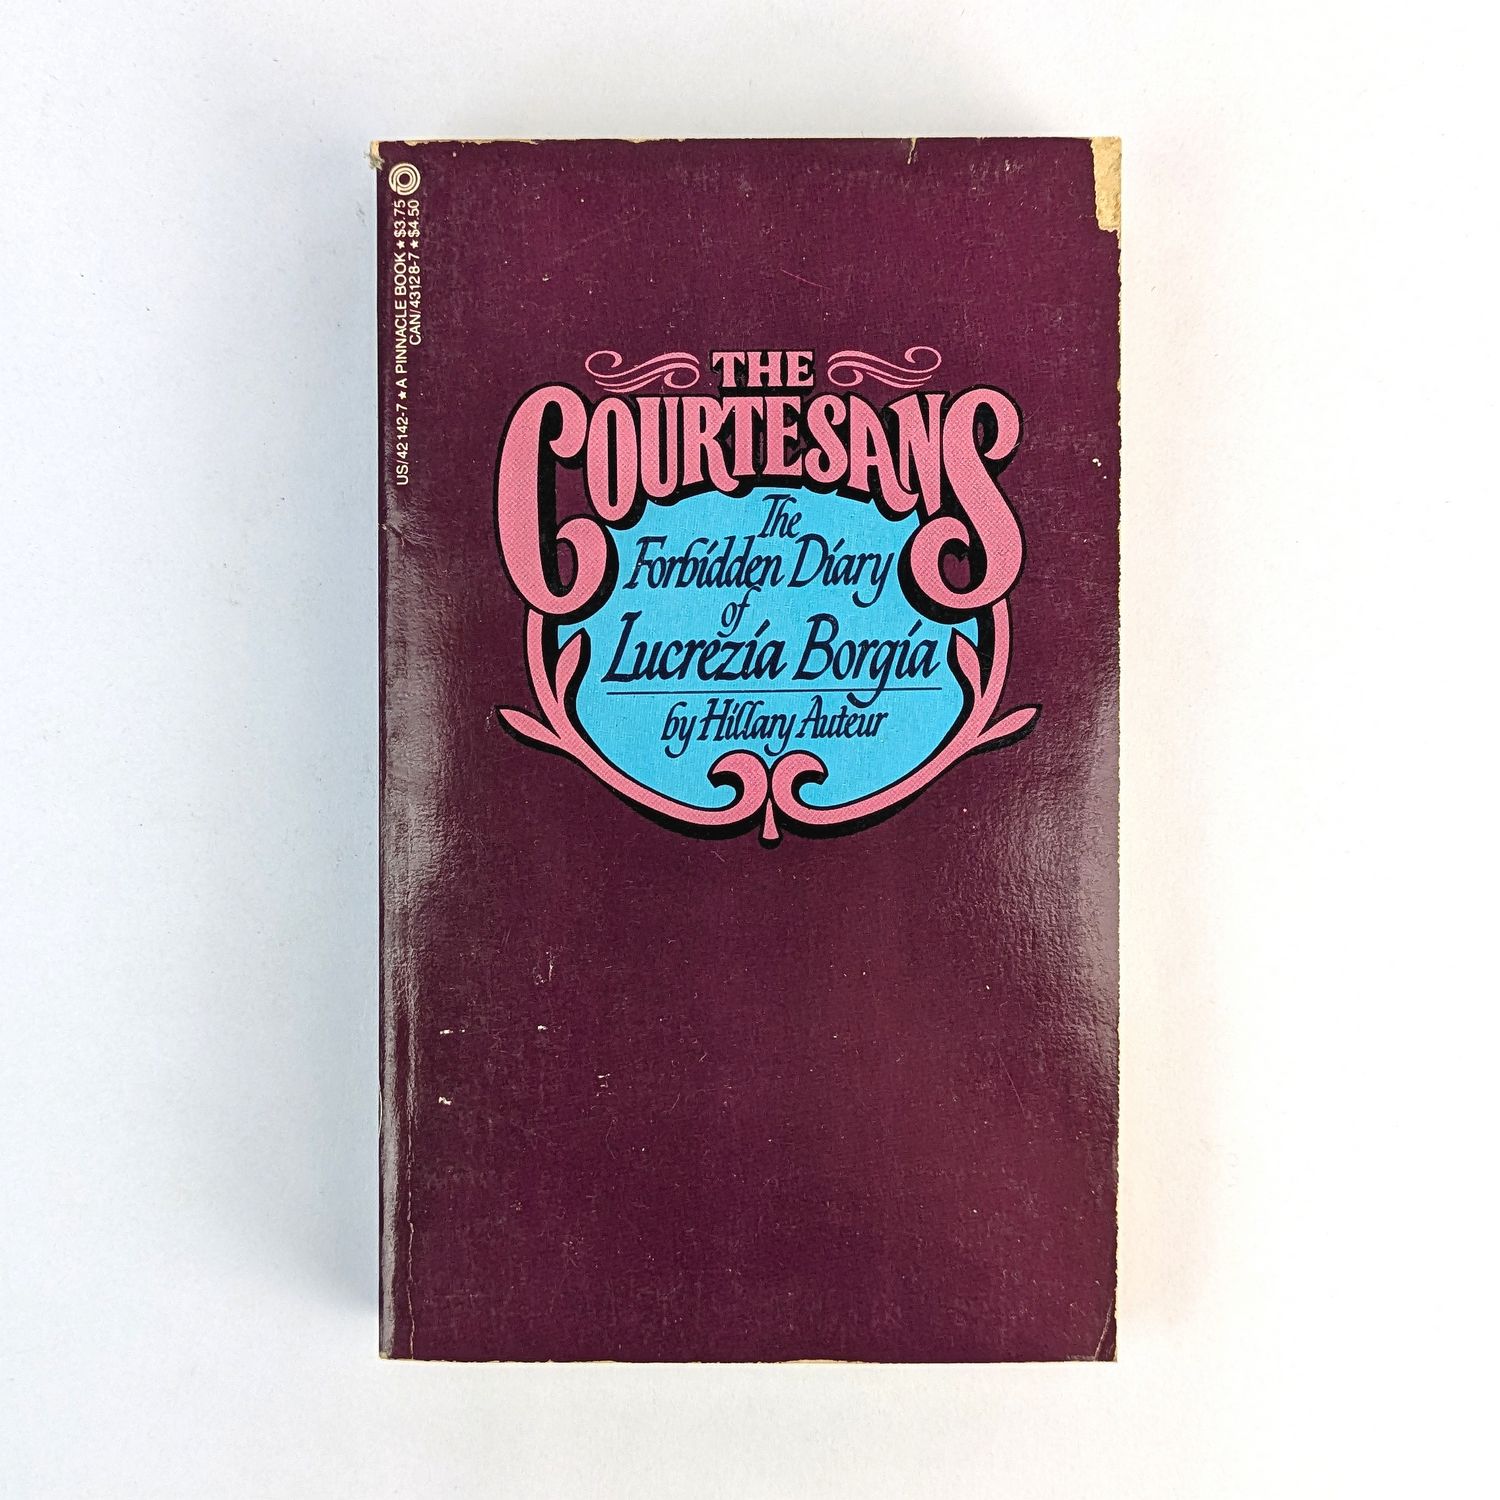 US/42142-7 ★ A PINNACLE BOOK ★ $3.75
CAN/43128-7 ★ $4.50
THE
COURTESANS
The
Forbidden Diary
of
Lucrezia Borgia
by Hillary Auteur